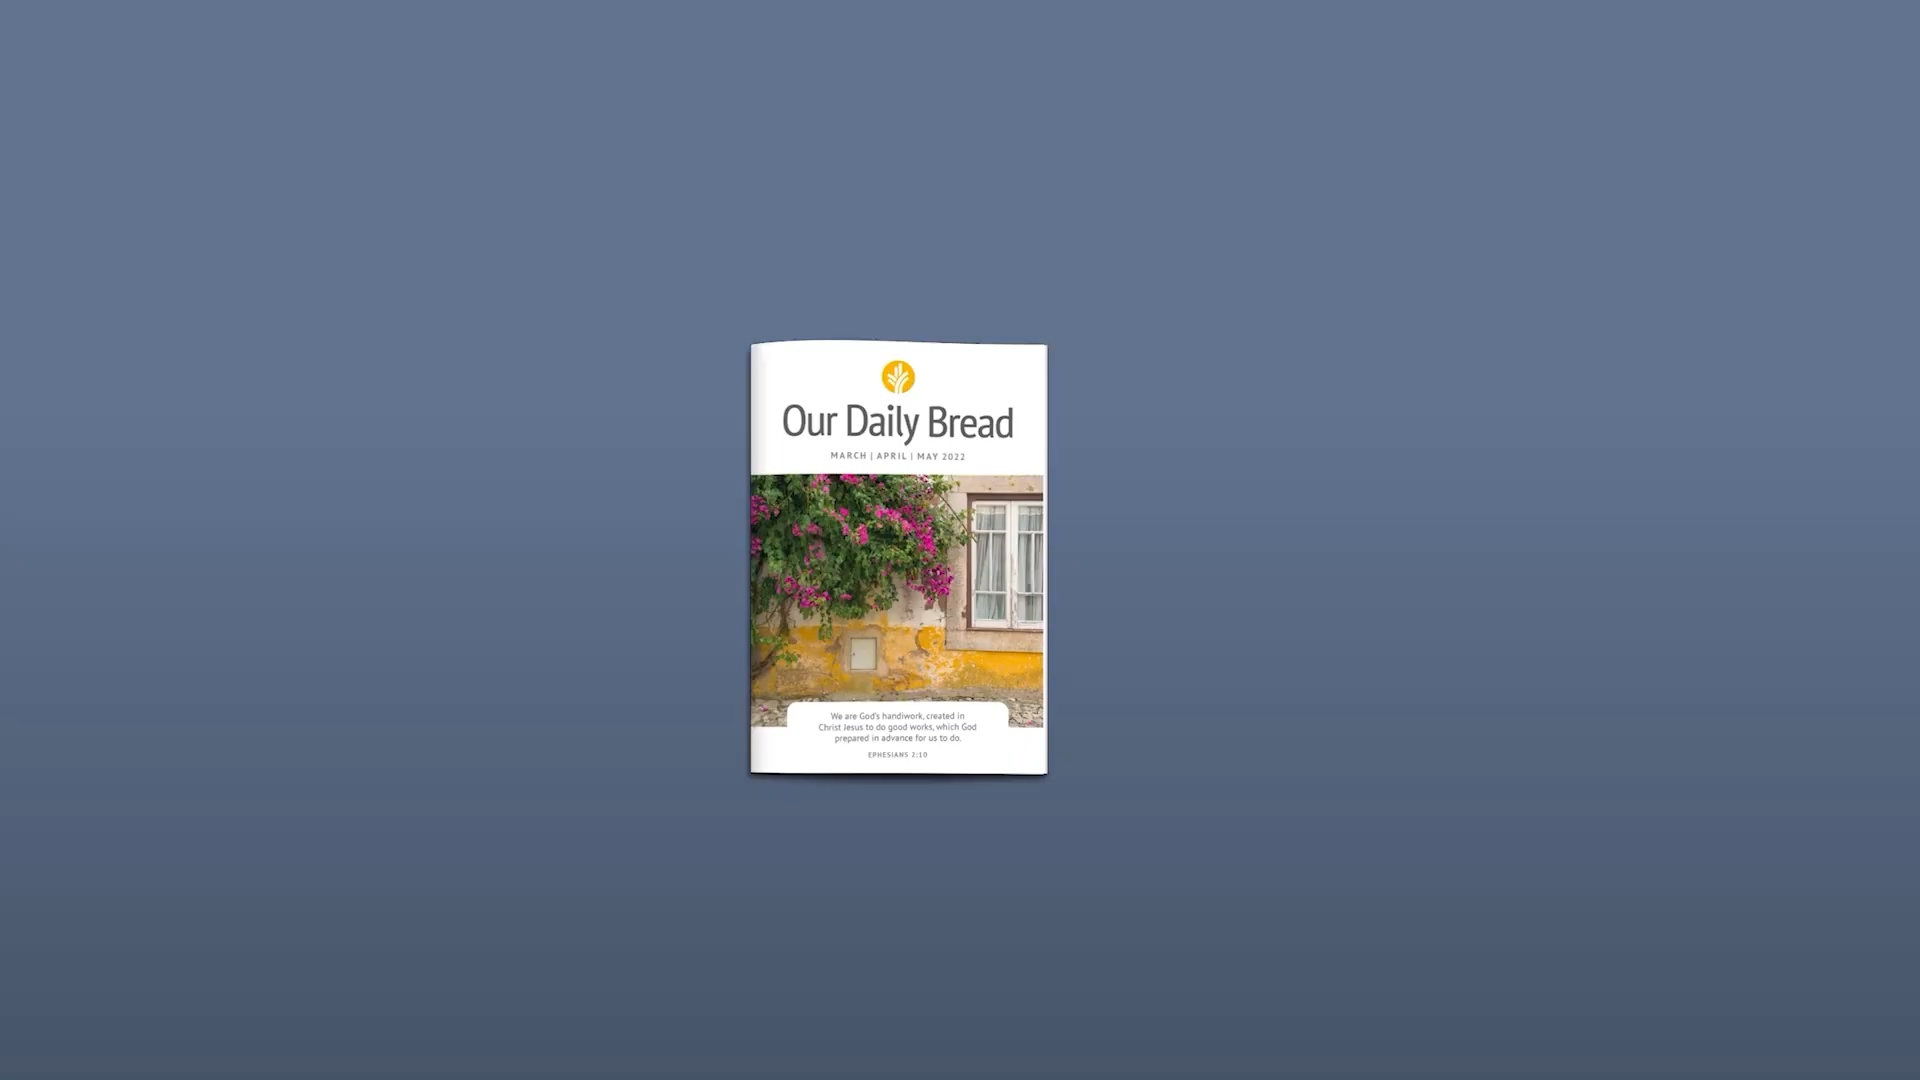 Our Daily Bread
MARCH | APRIL | MAY 2022
We are God's handiwork, created in
Christ Jesus to do good works, which God
prepared in advance for us to do.
EPHESIANS 2:10